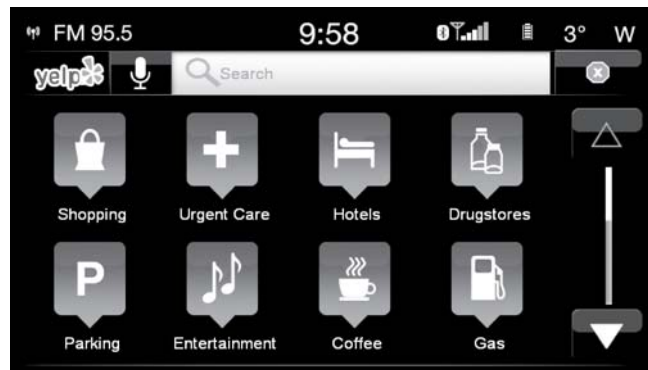 FM 95.5 9:58 3° W
yelp Search
Shopping Urgent Care Hotels Drugstores
P
Parking Entertainment Coffee Gas